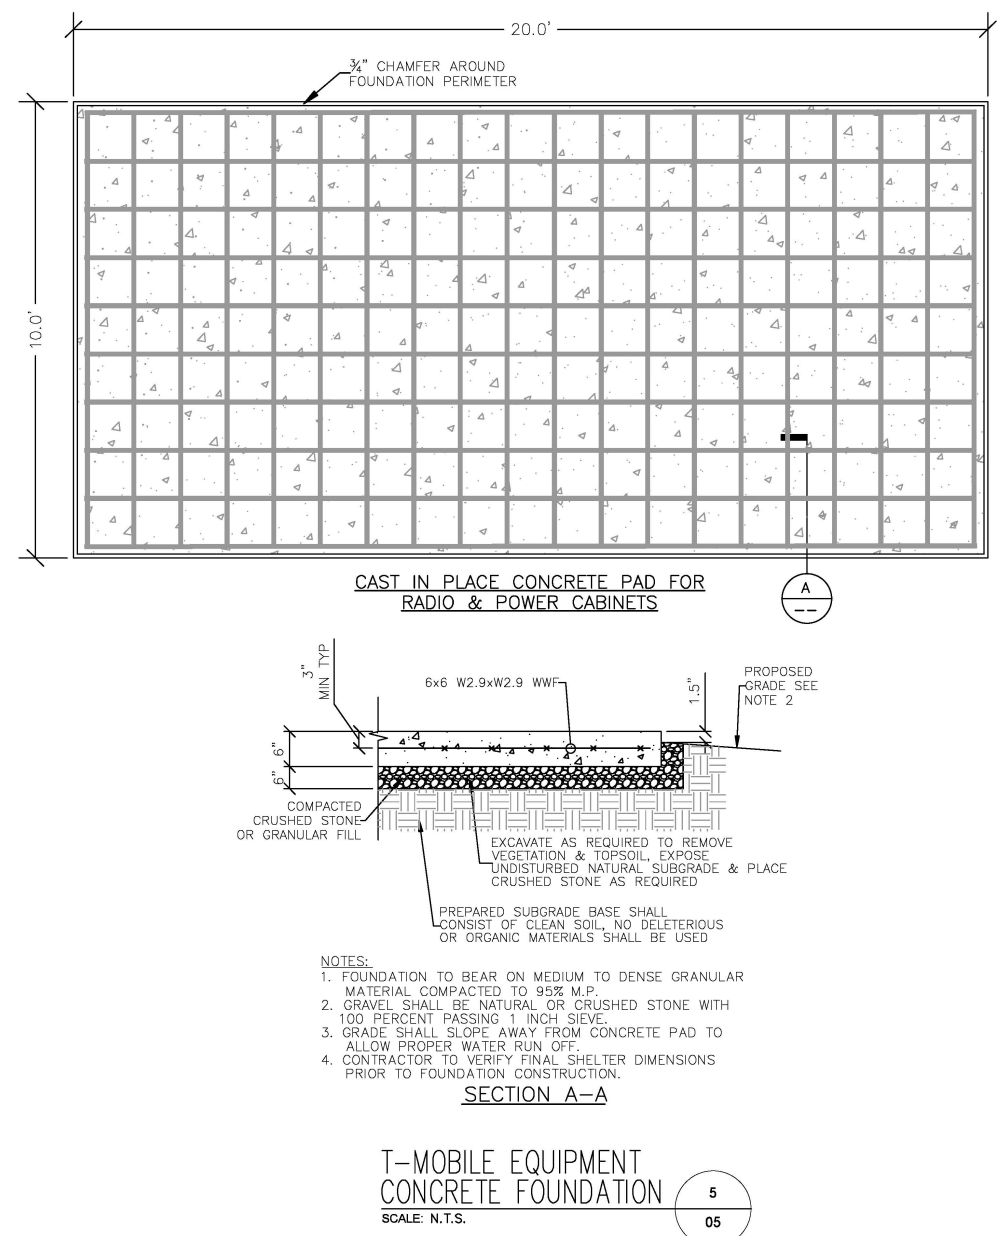 20.0'
¾" CHAMFER AROUND
FOUNDATION PERIMETER
10.0'
CAST IN PLACE CONCRETE PAD FOR
RADIO & POWER CABINETS
A
--
3"
MIN TYP
6x6 W2.9xW2.9 WWF
1.5"
PROPOSED
GRADE SEE
NOTE 2
6"
6"
COMPACTED
CRUSHED STONE
OR GRANULAR FILL
EXCAVATE AS REQUIRED TO REMOVE
VEGETATION & TOPSOIL, EXPOSE
UNDISTURBED NATURAL SUBGRADE & PLACE
CRUSHED STONE AS REQUIRED
PREPARED SUBGRADE BASE SHALL
CONSIST OF CLEAN SOIL, NO DELETERIOUS
OR ORGANIC MATERIALS SHALL BE USED
NOTES:
1. FOUNDATION TO BEAR ON MEDIUM TO DENSE GRANULAR
MATERIAL COMPACTED TO 95% M.P.
2. GRAVEL SHALL BE NATURAL OR CRUSHED STONE WITH
100 PERCENT PASSING 1 INCH SIEVE.
3. GRADE SHALL SLOPE AWAY FROM CONCRETE PAD TO
ALLOW PROPER WATER RUN OFF.
4. CONTRACTOR TO VERIFY FINAL SHELTER DIMENSIONS
PRIOR TO FOUNDATION CONSTRUCTION.
SECTION A-A
T-MOBILE EQUIPMENT
CONCRETE FOUNDATION
SCALE: N.T.S.
5
05